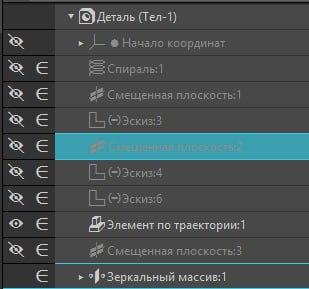 Деталь (Тел-1)
Начало координат
Спираль:1
Смещенная плоскость:1
(-)Эскиз:3
Смещенная плоскость:2
(-)Эскиз:4
(-)Эскиз:6
Элемент по траектории:1
Смещенная плоскость:3
Зеркальный массив:1